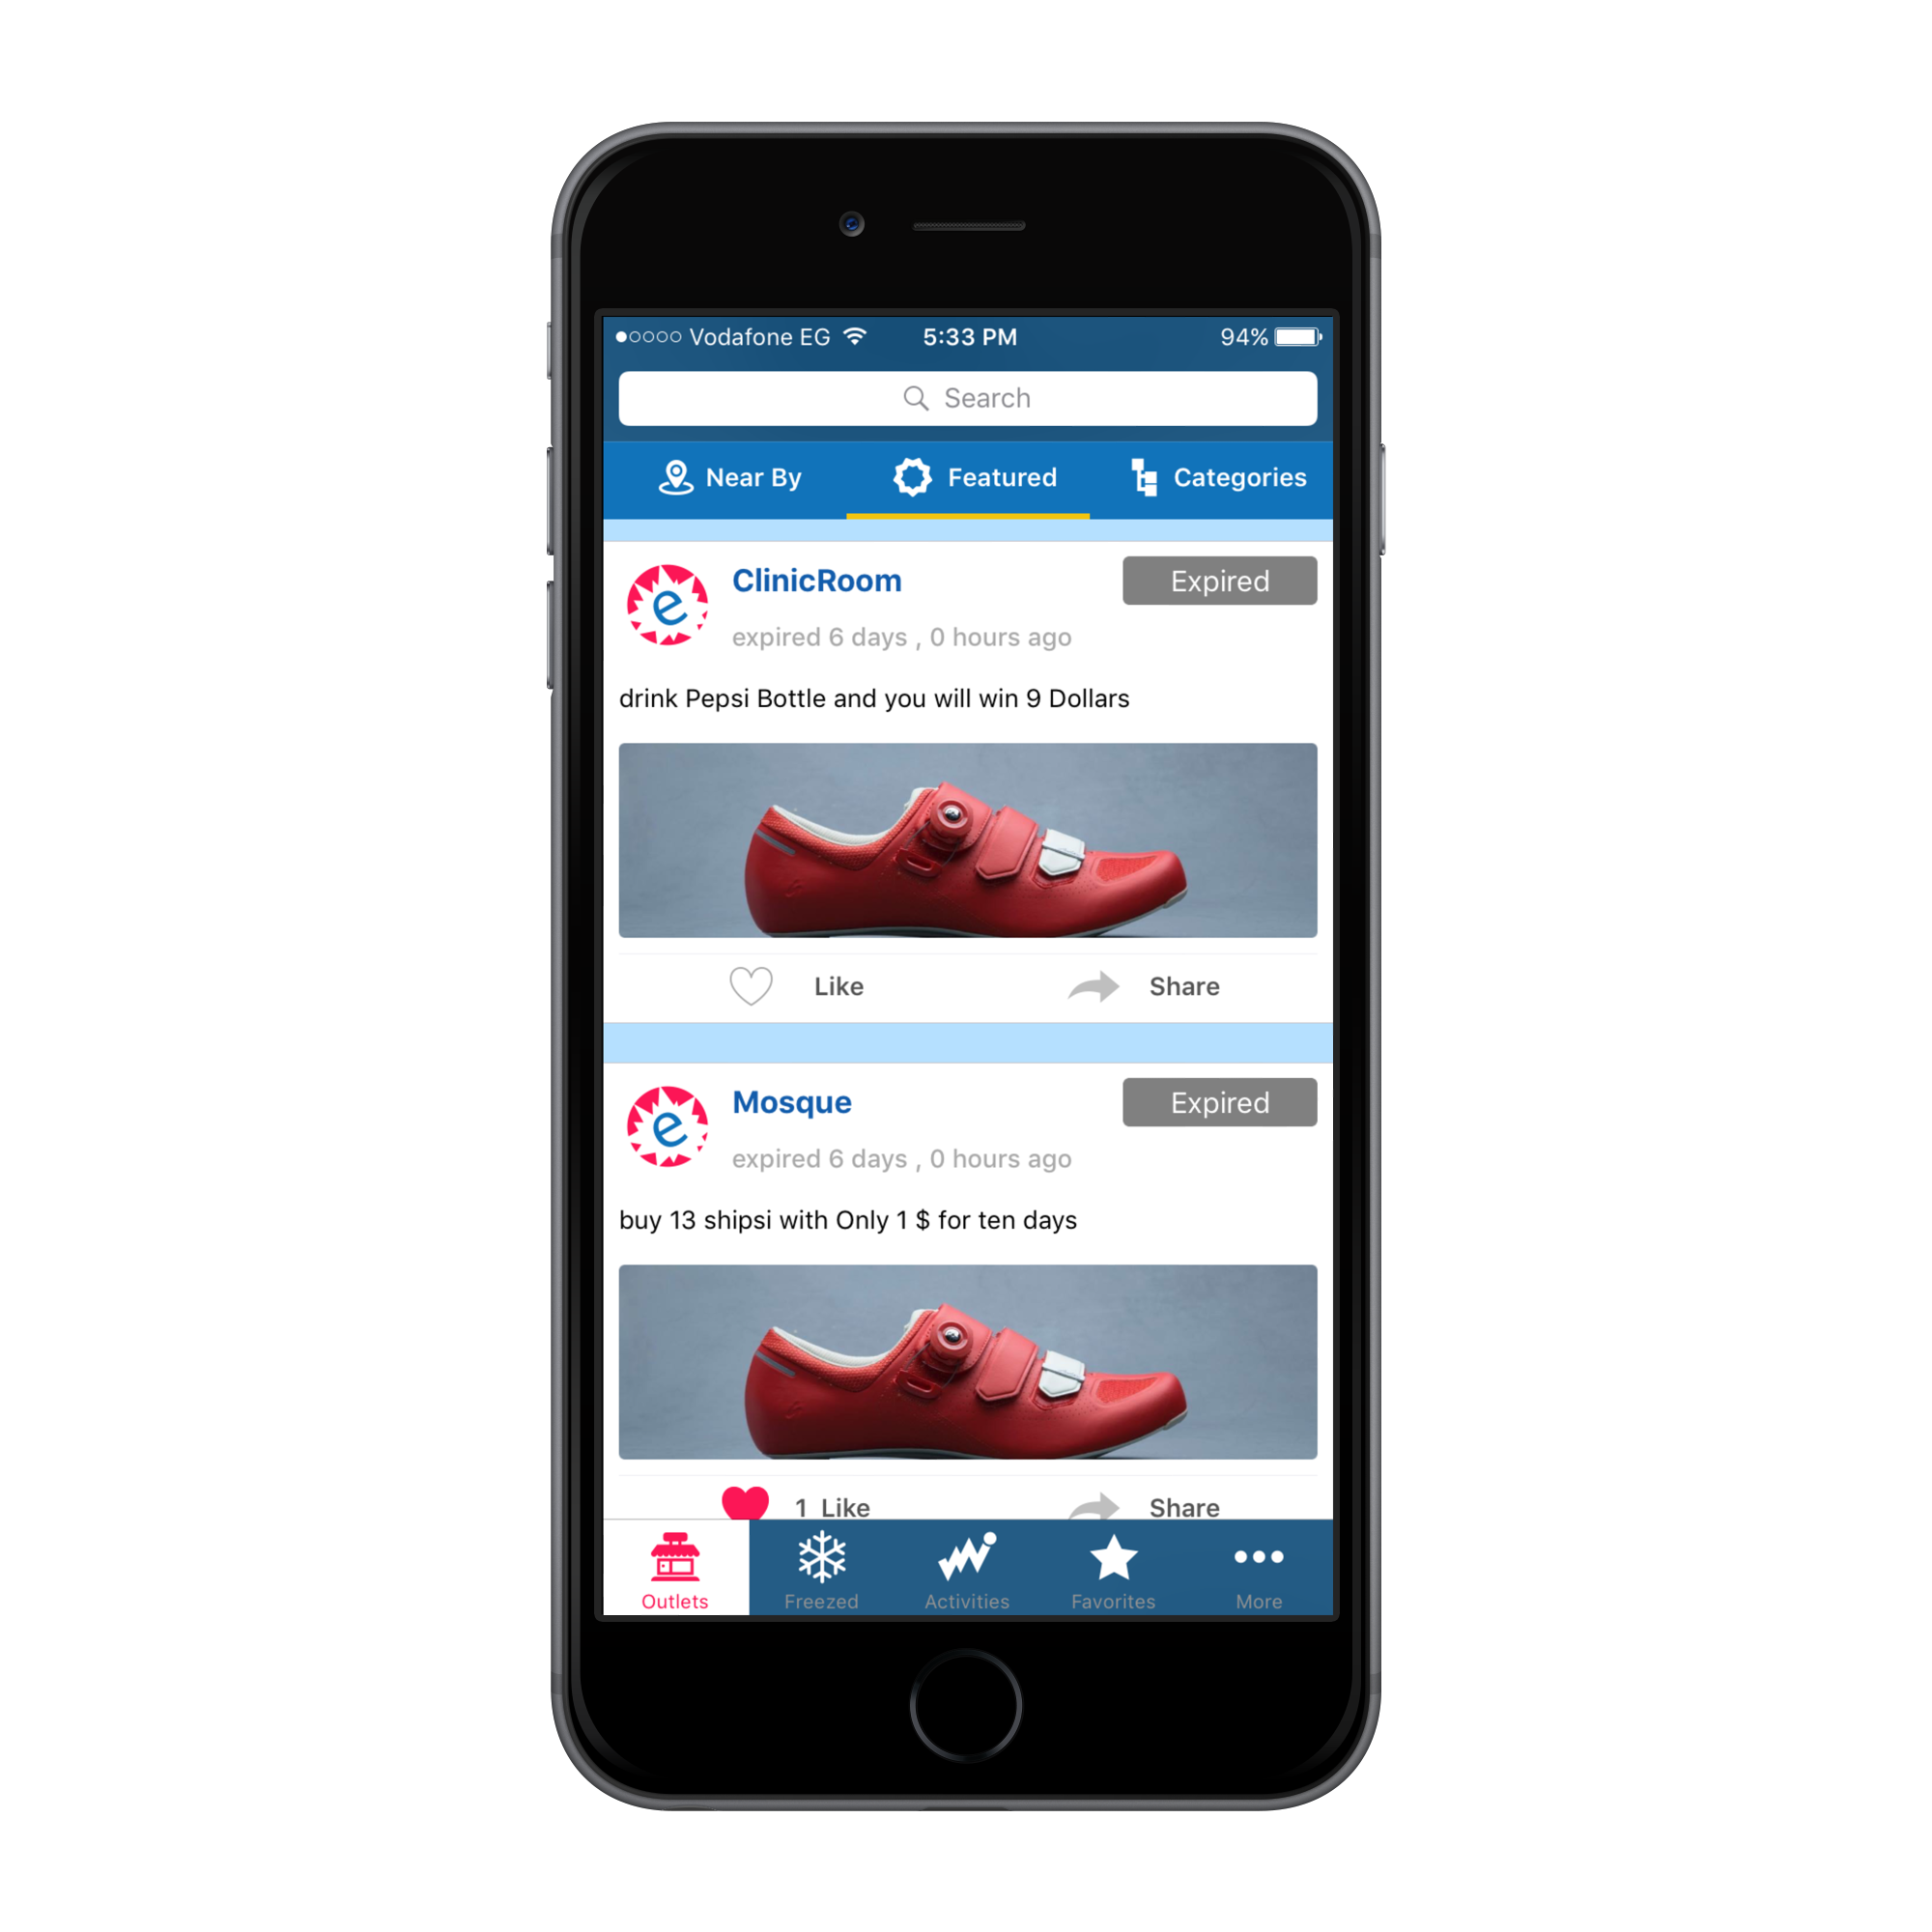 Vodafone EG 5:33 PM 94%
Search
Near By Featured Categories
e ClinicRoom Expired
expired 6 days , 0 hours ago
drink Pepsi Bottle and you will win 9 Dollars
Like Share
e Mosque Expired
expired 6 days , 0 hours ago
buy 13 shipsi with Only 1 $ for ten days
1 Like Share
Outlets Freezed Activities Favorites More